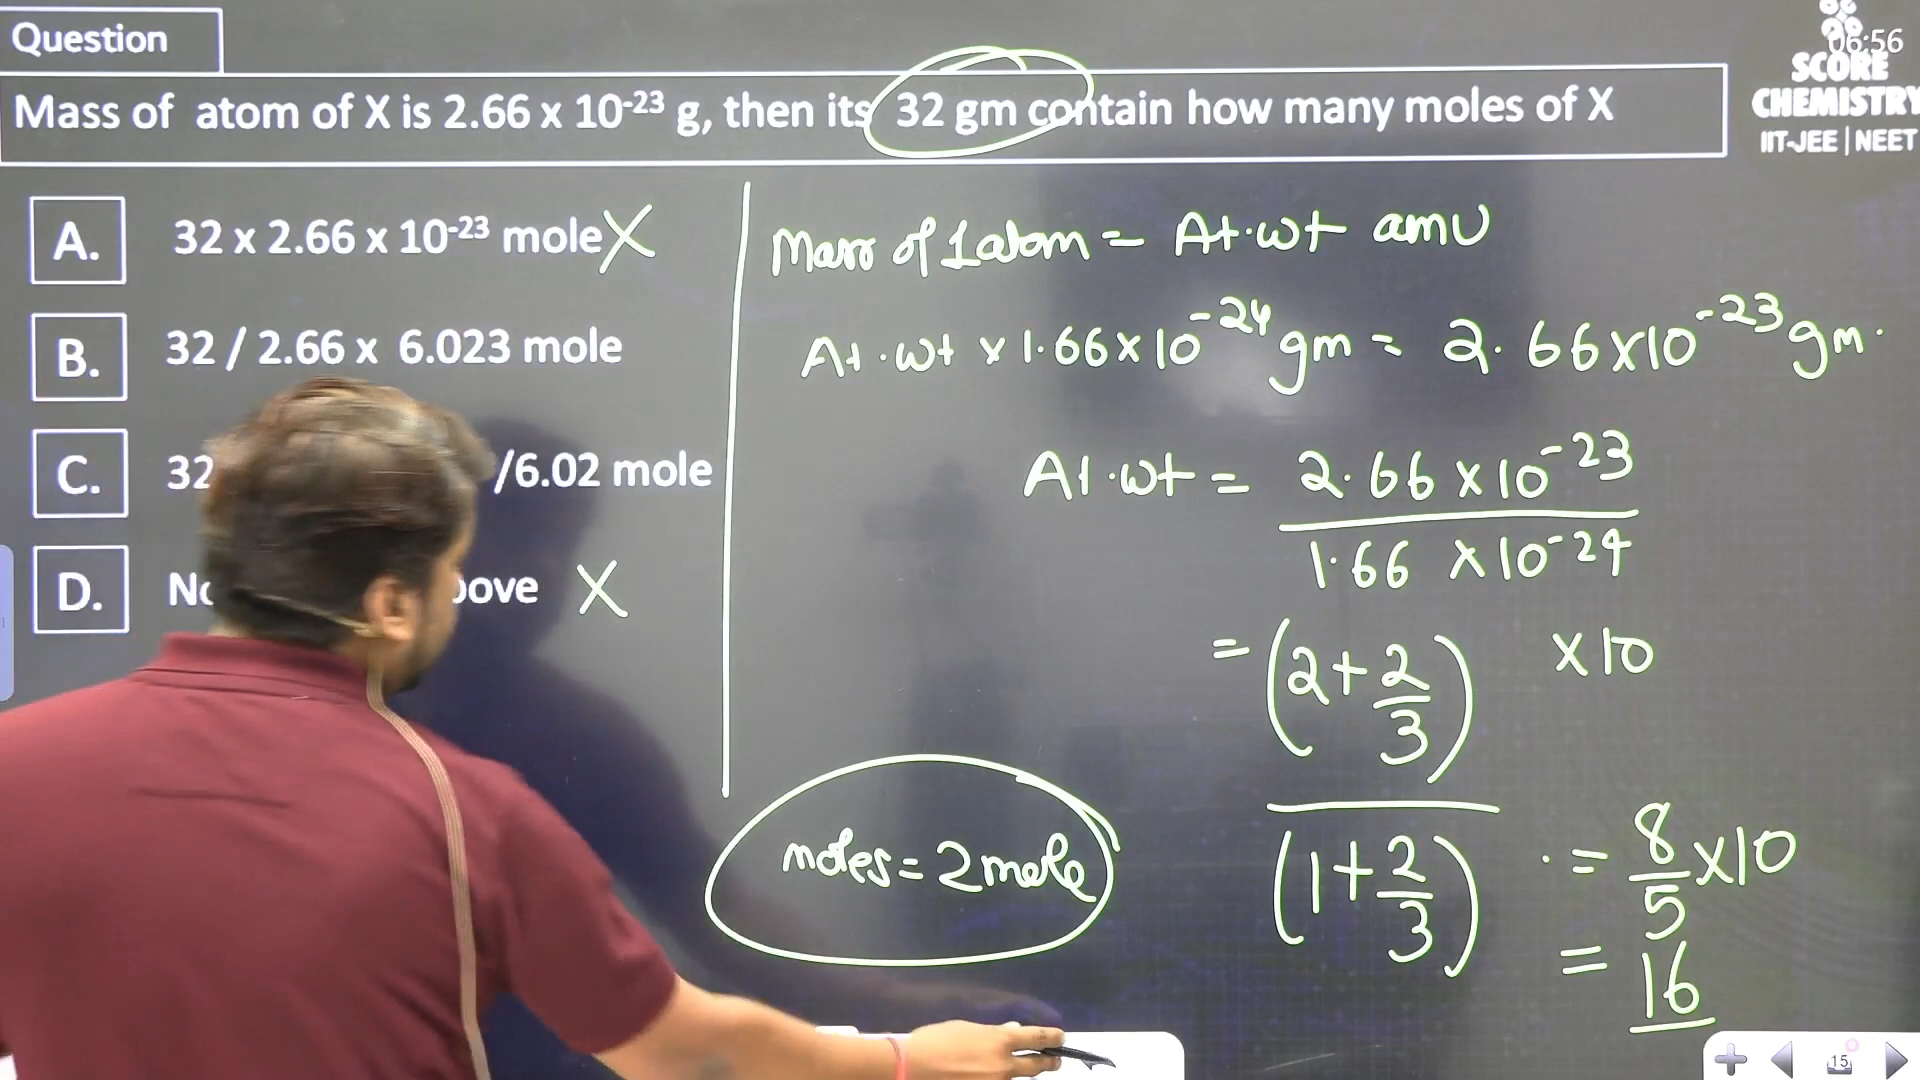 Question
06:56
SCORE
CHEMISTRY
IIT-JEE | NEET
Mass of atom of X is 2.66 x 10⁻²³ g, then its 32 gm contain how many moles of X
A. 32 x 2.66 x 10⁻²³ mole X
B. 32 / 2.66 x 6.023 mole
C. 32 /6.02 mole
D. X
Mass of 1 atom = At.wt amu
At.wt x 1.66 x 10⁻²⁴ gm = 2.66 x 10⁻²³ gm.
At.wt = 2.66 x 10⁻²³ / 1.66 x 10⁻²⁴
= (2+2/3) / (1+2/3) x 10
= 8/5 x 10
= 16
moles = 2 mole
15